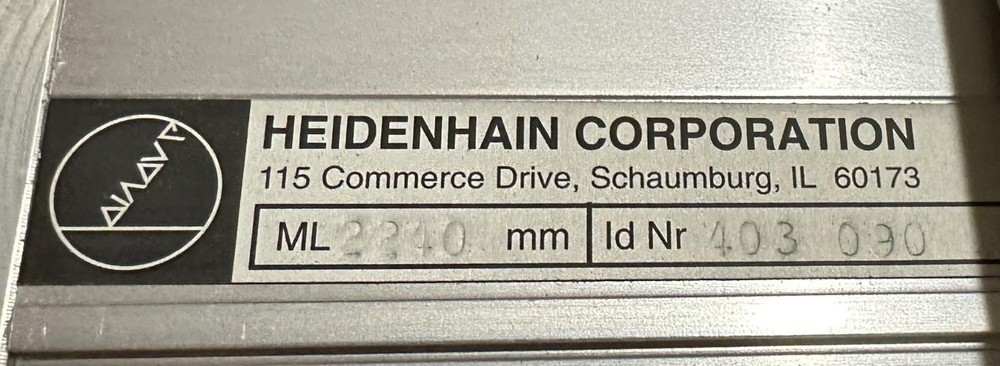 HEIDENHAIN CORPORATION
115 Commerce Drive, Schaumburg, IL 60173
ML 2240 mm Id Nr 403 090